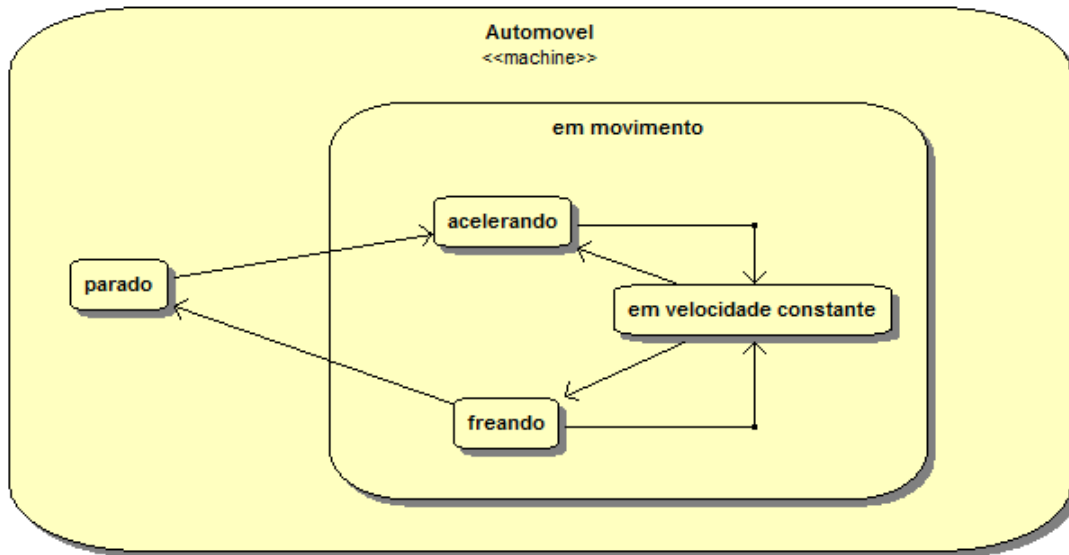 Automovel
<<machine>>
em movimento
acelerando
parado
em velocidade constante
freando